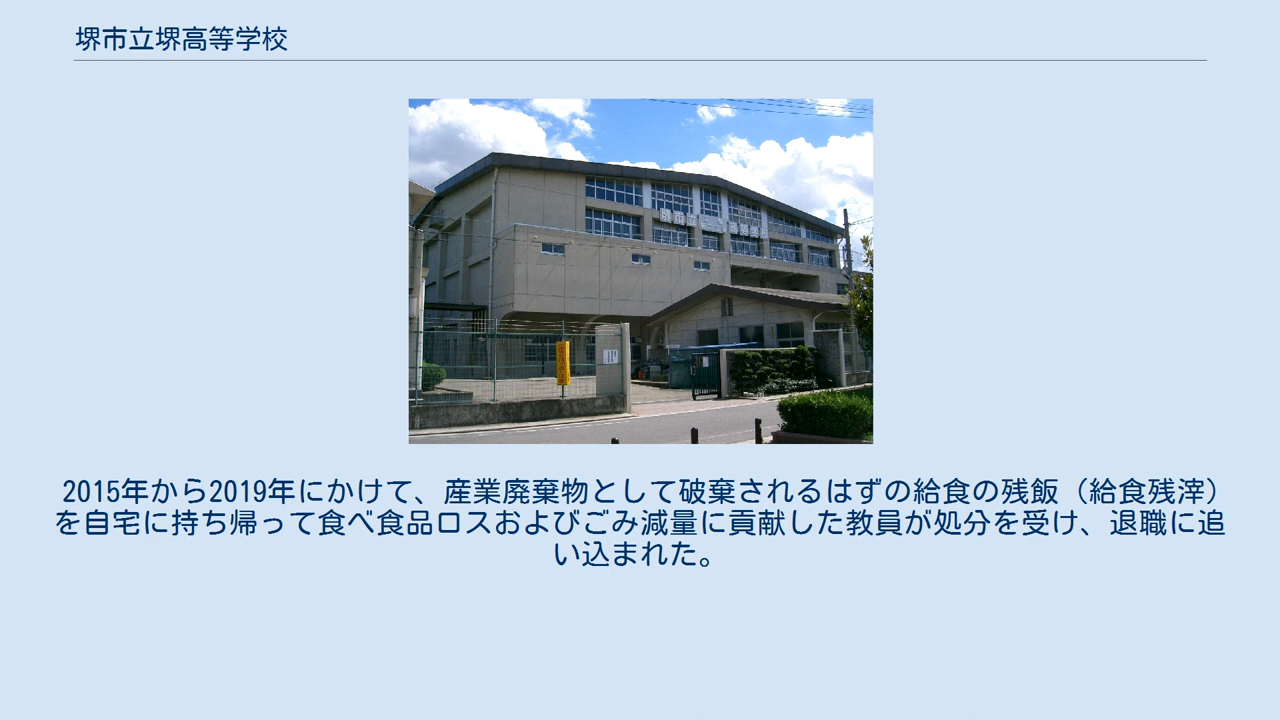 堺市立堺高等学校
2015年から2019年にかけて、産業廃棄物として破棄されるはずの給食の残飯（給食残滓）
を自宅に持ち帰って食べ食品ロスおよびごみ減量に貢献した教員が処分を受け、退職に追
い込まれた。